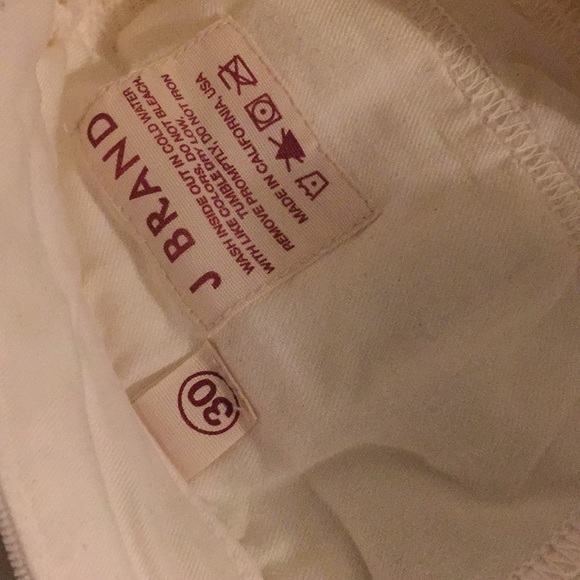 J BRAND
WASH INSIDE OUT IN COLD WATER
WITH LIKE COLORS, DO NOT BLEACH,
TUMBLE DRY LOW,
REMOVE PROMPTLY, DO NOT IRON
MADE IN CALIFORNIA, USA
30